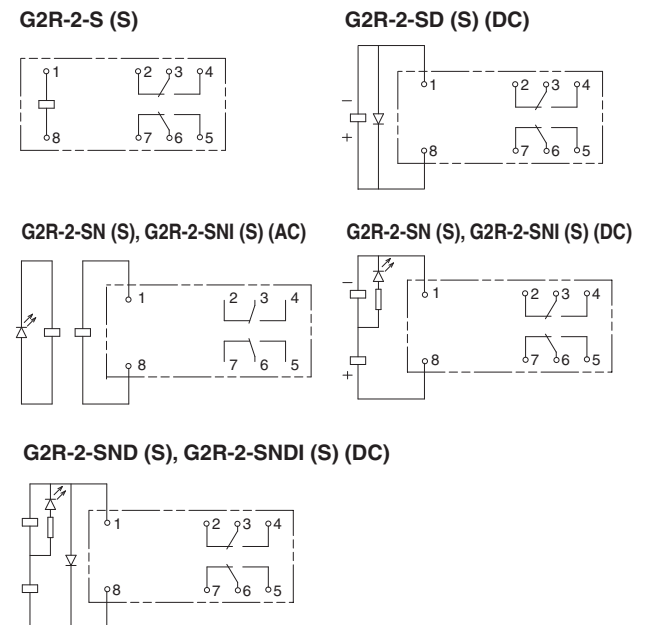 G2R-2-S (S)
1 2 3 4
8 7 6 5
G2R-2-SD (S) (DC)
− 1 2 3 4
+ 8 7 6 5
G2R-2-SN (S), G2R-2-SNI (S) (AC)
1 2 3 4
8 7 6 5
G2R-2-SN (S), G2R-2-SNI (S) (DC)
− 1 2 3 4
+ 8 7 6 5
G2R-2-SND (S), G2R-2-SNDI (S) (DC)
1 2 3 4
8 7 6 5